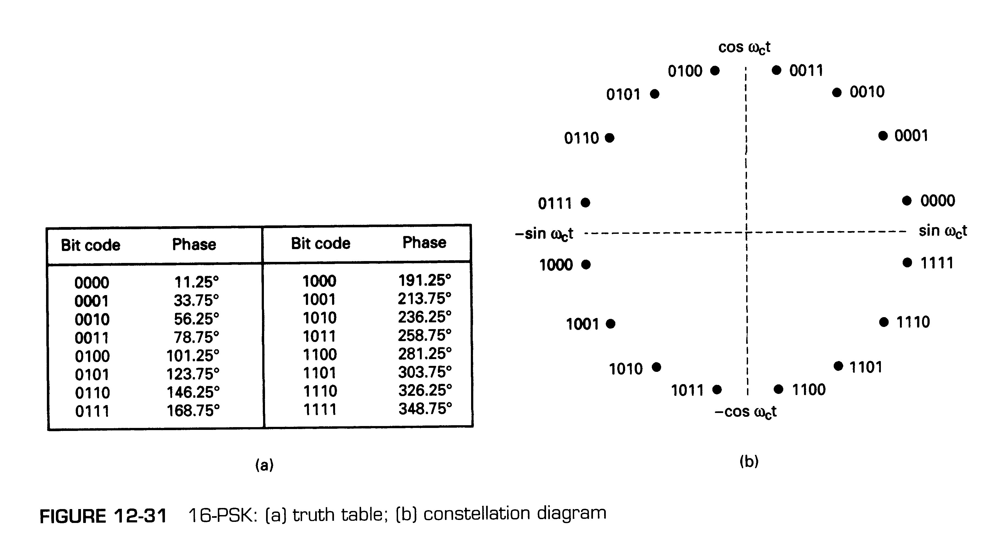 Bit code Phase Bit code Phase
0000 11.25° 1000 191.25°
0001 33.75° 1001 213.75°
0010 56.25° 1010 236.25°
0011 78.75° 1011 258.75°
0100 101.25° 1100 281.25°
0101 123.75° 1101 303.75°
0110 146.25° 1110 326.25°
0111 168.75° 1111 348.75°
(a)
cos ωct
0100 0011
0101 0010
0110 0001
0111 0000
−sin ωct sin ωct
1000 1111
1001 1110
1010 1101
1011 1100
−cos ωct
(b)
FIGURE 12-31 16-PSK: (a) truth table; (b) constellation diagram